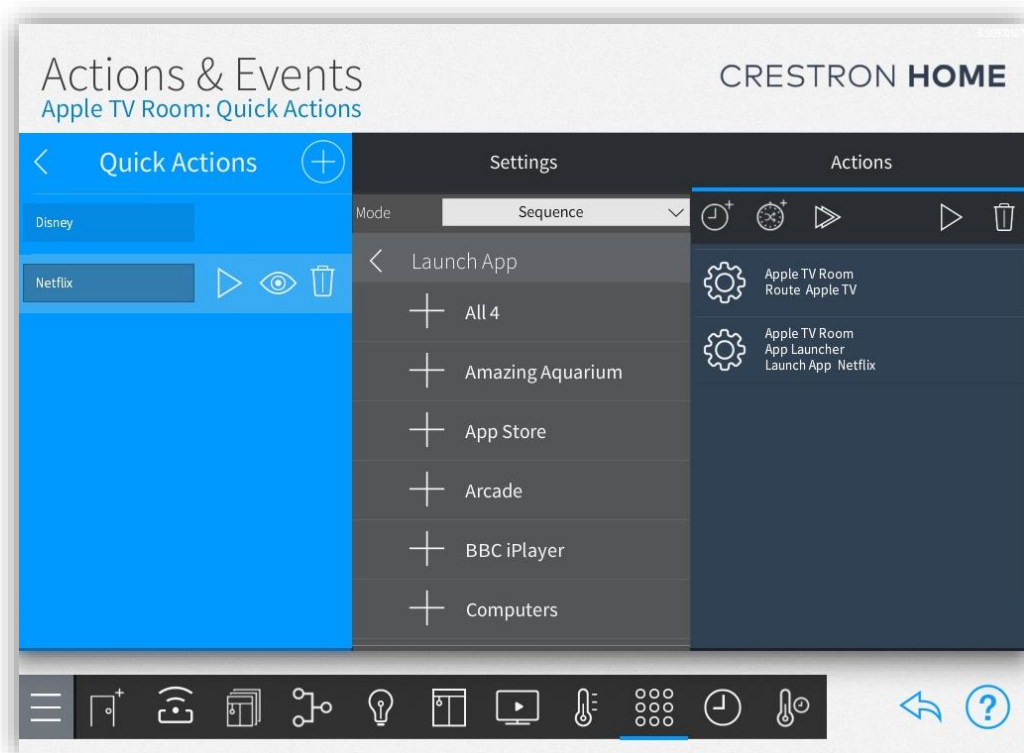 Actions & Events
CRESTRON HOME
Apple TV Room: Quick Actions
Quick Actions
Settings
Actions
Disney
Mode
Sequence
Netflix
Launch App
All 4
Amazing Aquarium
App Store
Arcade
BBC iPlayer
Computers
Apple TV Room
Route Apple TV
Apple TV Room
App Launcher
Launch App Netflix
?